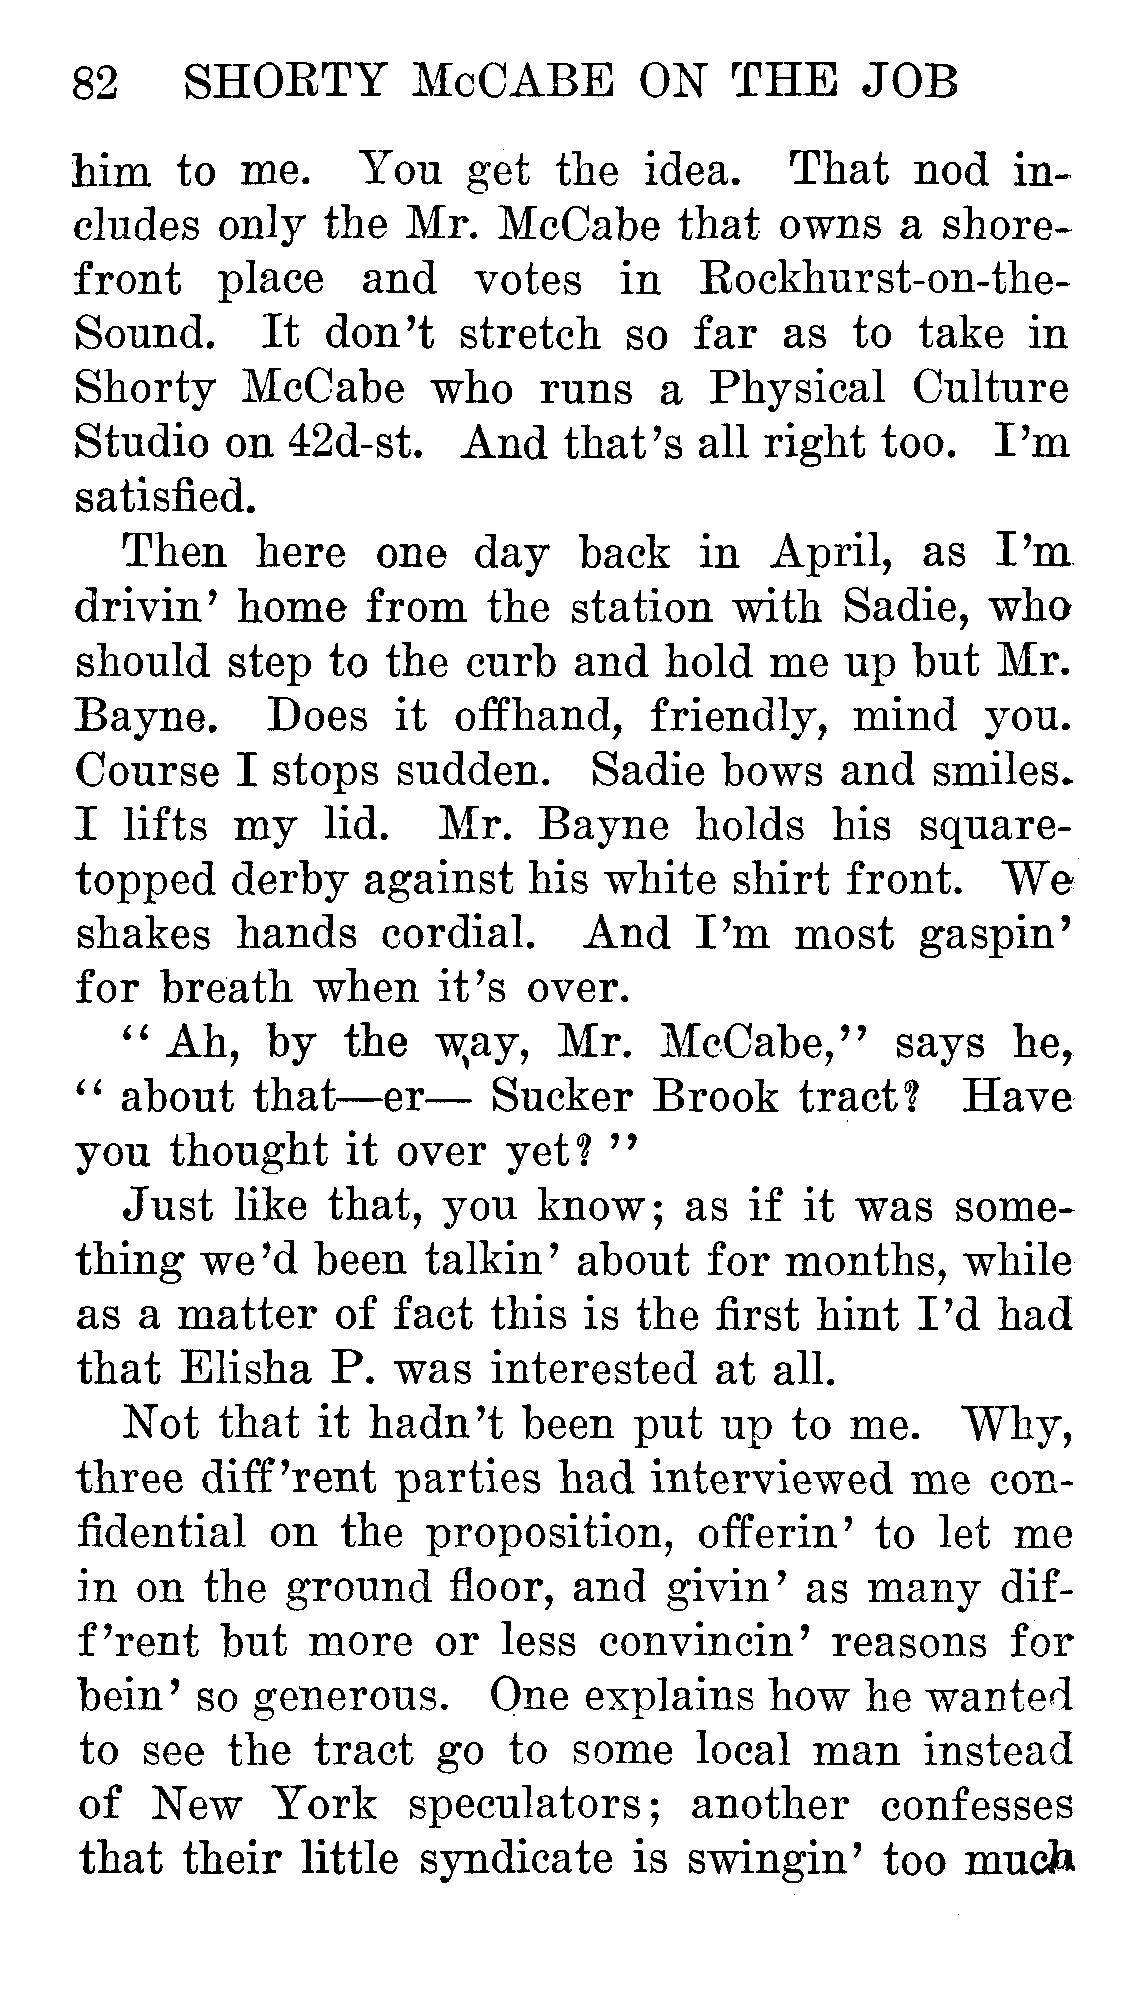 82 SHORTY McCABE ON THE JOB
him to me. You get the idea. That nod in-
cludes only the Mr. McCabe that owns a shore-
front place and votes in Rockhurst-on-the-
Sound. It don't stretch so far as to take in
Shorty McCabe who runs a Physical Culture
Studio on 42d-st. And that's all right too. I'm
satisfied.
Then here one day back in April, as I'm
drivin' home from the station with Sadie, who
should step to the curb and hold me up but Mr.
Bayne. Does it offhand, friendly, mind you.
Course I stops sudden. Sadie bows and smiles.
I lifts my lid. Mr. Bayne holds his square-
topped derby against his white shirt front. We
shakes hands cordial. And I'm most gaspin'
for breath when it's over.
"Ah, by the way, Mr. McCabe," says he,
"about that—er— Sucker Brook tract? Have
you thought it over yet?"
Just like that, you know; as if it was some-
thing we'd been talkin' about for months, while
as a matter of fact this is the first hint I'd had
that Elisha P. was interested at all.
Not that it hadn't been put up to me. Why,
three diff'rent parties had interviewed me con-
fidential on the proposition, offerin' to let me
in on the ground floor, and givin' as many dif-
f'rent but more or less convincin' reasons for
bein' so generous. One explains how he wanted
to see the tract go to some local man instead
of New York speculators; another confesses
that their little syndicate is swingin' too much